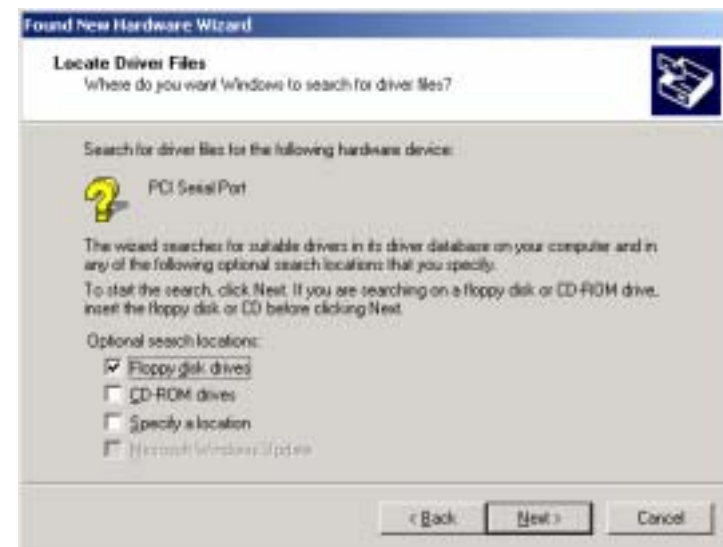 Found New Hardware Wizard
Locate Driver Files
Where do you want Windows to search for driver files?
Search for driver files for the following hardware device:
PCI Serial Port
The wizard searches for suitable drivers in its driver database on your computer and in
any of the following optional search locations that you specify.
To start the search, click Next. If you are searching on a floppy disk or CD-ROM drive,
insert the floppy disk or CD before clicking Next.
Optional search locations:
Floppy disk drives
CD-ROM drives
Specify a location
Microsoft Windows Update
< Back
Next >
Cancel